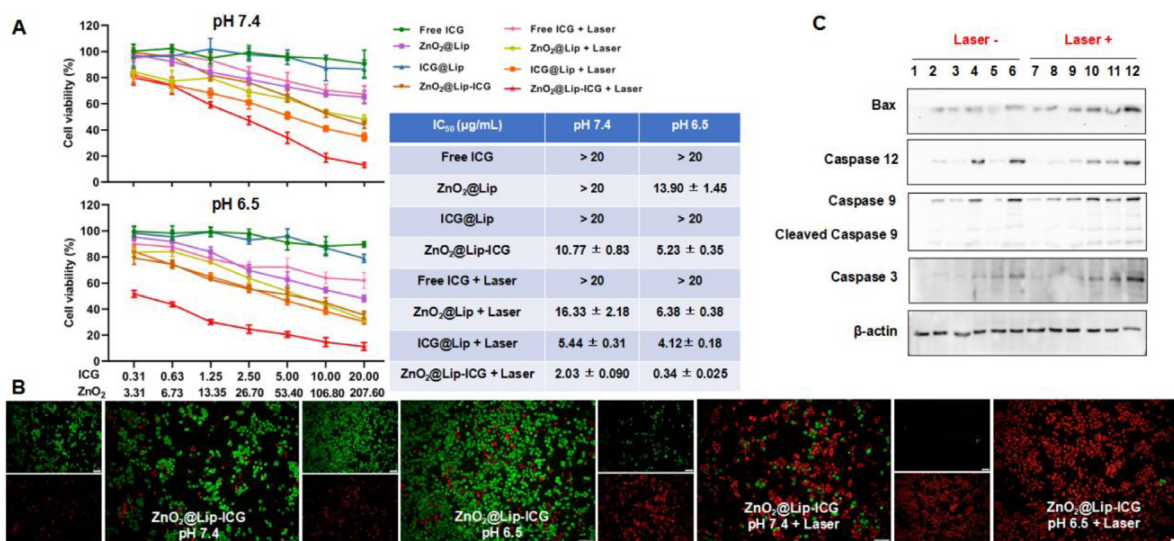 A
pH 7.4
Cell viability (%)
120
100
80
60
40
20
0
pH 6.5
Cell viability (%)
120
100
80
60
40
20
0
ICG 0.31 0.63 1.25 2.50 5.00 10.00 20.00
ZnO₂ 3.31 6.73 13.35 26.70 53.40 106.80 207.60
Free ICG
ZnO₂@Lip
ICG@Lip
ZnO₂@Lip-ICG
Free ICG + Laser
ZnO₂@Lip + Laser
ICG@Lip + Laser
ZnO₂@Lip-ICG + Laser
IC₅₀ (μg/mL) pH 7.4 pH 6.5
Free ICG > 20 > 20
ZnO₂@Lip > 20 13.90 ± 1.45
ICG@Lip > 20 > 20
ZnO₂@Lip-ICG 10.77 ± 0.83 5.23 ± 0.35
Free ICG + Laser > 20 > 20
ZnO₂@Lip + Laser 16.33 ± 2.18 6.38 ± 0.38
ICG@Lip + Laser 5.44 ± 0.31 4.12 ± 0.18
ZnO₂@Lip-ICG + Laser 2.03 ± 0.090 0.34 ± 0.025
C
Laser - Laser +
1 2 3 4 5 6 7 8 9 10 11 12
Bax
Caspase 12
Caspase 9
Cleaved Caspase 9
Caspase 3
β-actin
B
ZnO₂@Lip-ICG
pH 7.4
ZnO₂@Lip-ICG
pH 6.5
ZnO₂@Lip-ICG
pH 7.4 + Laser
ZnO₂@Lip-ICG
pH 6.5 + Laser